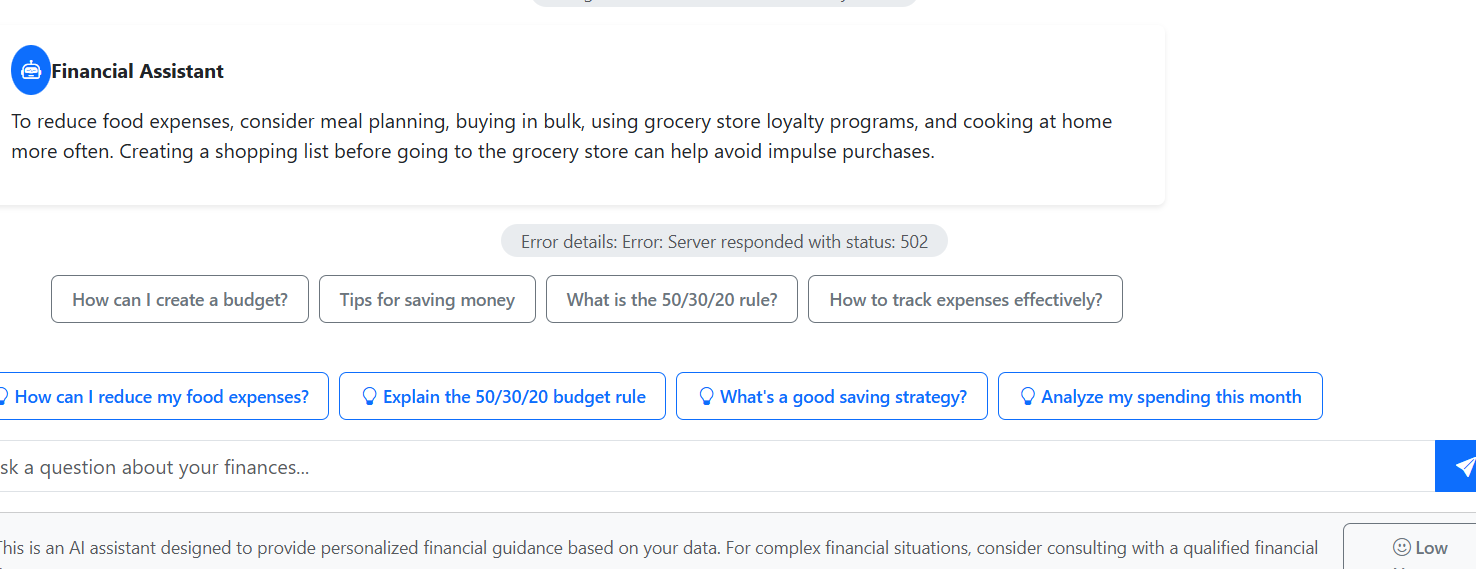 Financial Assistant
To reduce food expenses, consider meal planning, buying in bulk, using grocery store loyalty programs, and cooking at home
more often. Creating a shopping list before going to the grocery store can help avoid impulse purchases.
Error details: Error: Server responded with status: 502
How can I create a budget? Tips for saving money What is the 50/30/20 rule? How to track expenses effectively?
How can I reduce my food expenses? Explain the 50/30/20 budget rule What's a good saving strategy? Analyze my spending this month
sk a question about your finances...
This is an AI assistant designed to provide personalized financial guidance based on your data. For complex financial situations, consider consulting with a qualified financial
Low